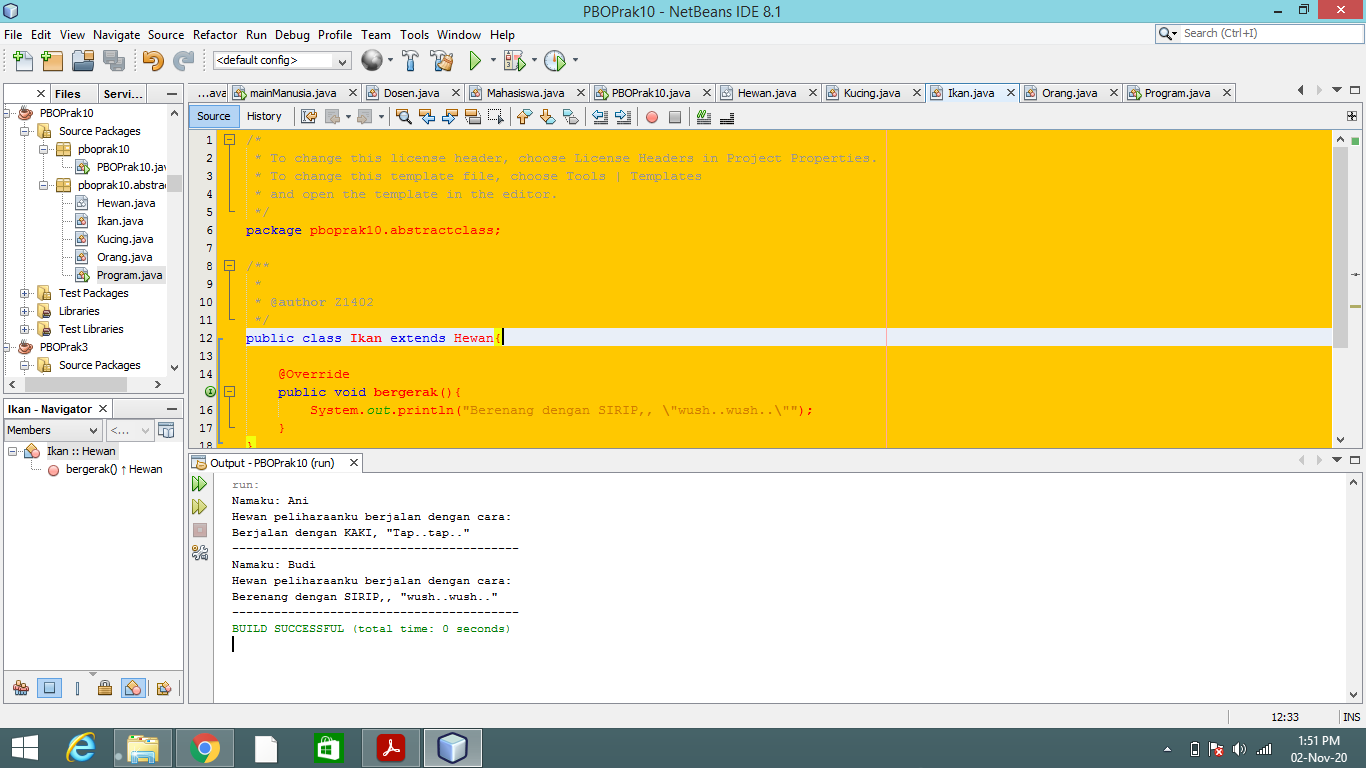 PBOPrak10 - NetBeans IDE 8.1
File Edit View Navigate Source Refactor Run Debug Profile Team Tools Window Help
Search (Ctrl+I)
<default config>
Files Servi...
...ava mainManusia.java Dosen.java Mahasiswa.java PBOPrak10.java Hewan.java Kucing.java Ikan.java Orang.java Program.java
PBOPrak10
Source Packages
pboprak10
PBOPrak10.jav
pboprak10.abstrac
Hewan.java
Ikan.java
Kucing.java
Orang.java
Program.java
Test Packages
Libraries
Test Libraries
PBOPrak3
Source Packages
Source History
1 /*
2 * To change this license header, choose License Headers in Project Properties.
3 * To change this template file, choose Tools | Templates
4 * and open the template in the editor.
5 */
6 package pboprak10.abstractclass;
7
8 /**
9 *
10 * @author Z1402
11 */
12 public class Ikan extends Hewan{
13
14 @Override
public void bergerak(){
16 System.out.println("Berenang dengan SIRIP,, \"wush..wush..\"");
17 }
18 }
Ikan - Navigator
Members
<...
Ikan :: Hewan
bergerak() ↑ Hewan
Output - PBOPrak10 (run)
run:
Namaku: Ani
Hewan peliharaanku berjalan dengan cara:
Berjalan dengan KAKI, "Tap..tap.."
-----------------------------------------
Namaku: Budi
Hewan peliharaanku berjalan dengan cara:
Berenang dengan SIRIP,, "wush..wush.."
-----------------------------------------
BUILD SUCCESSFUL (total time: 0 seconds)
12:33 INS
1:51 PM
02-Nov-20